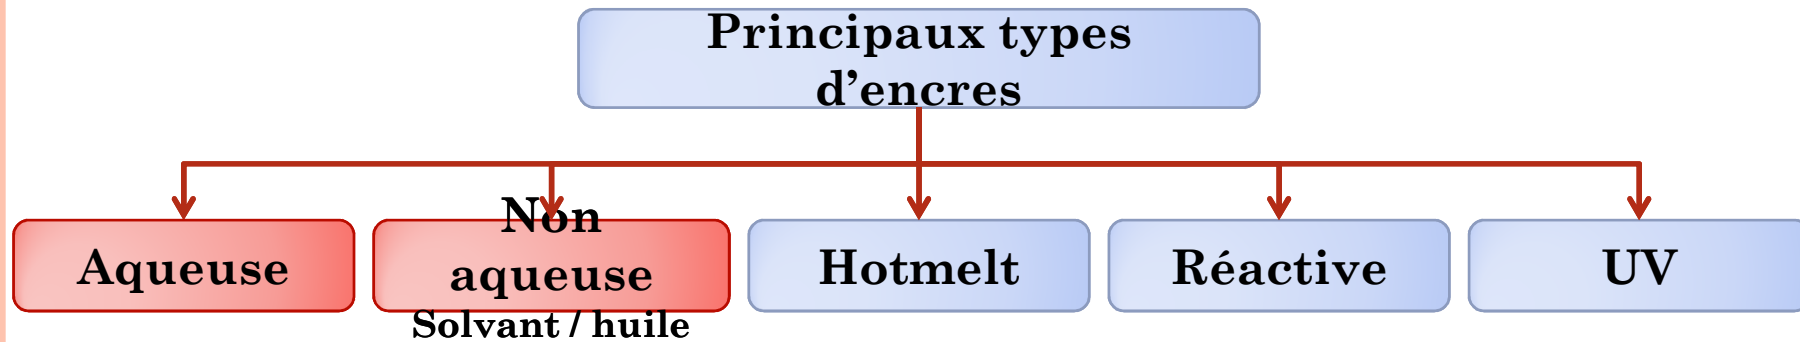 Principaux types
d’encres
Aqueuse
Non
aqueuse
Solvant / huile
Hotmelt
Réactive
UV